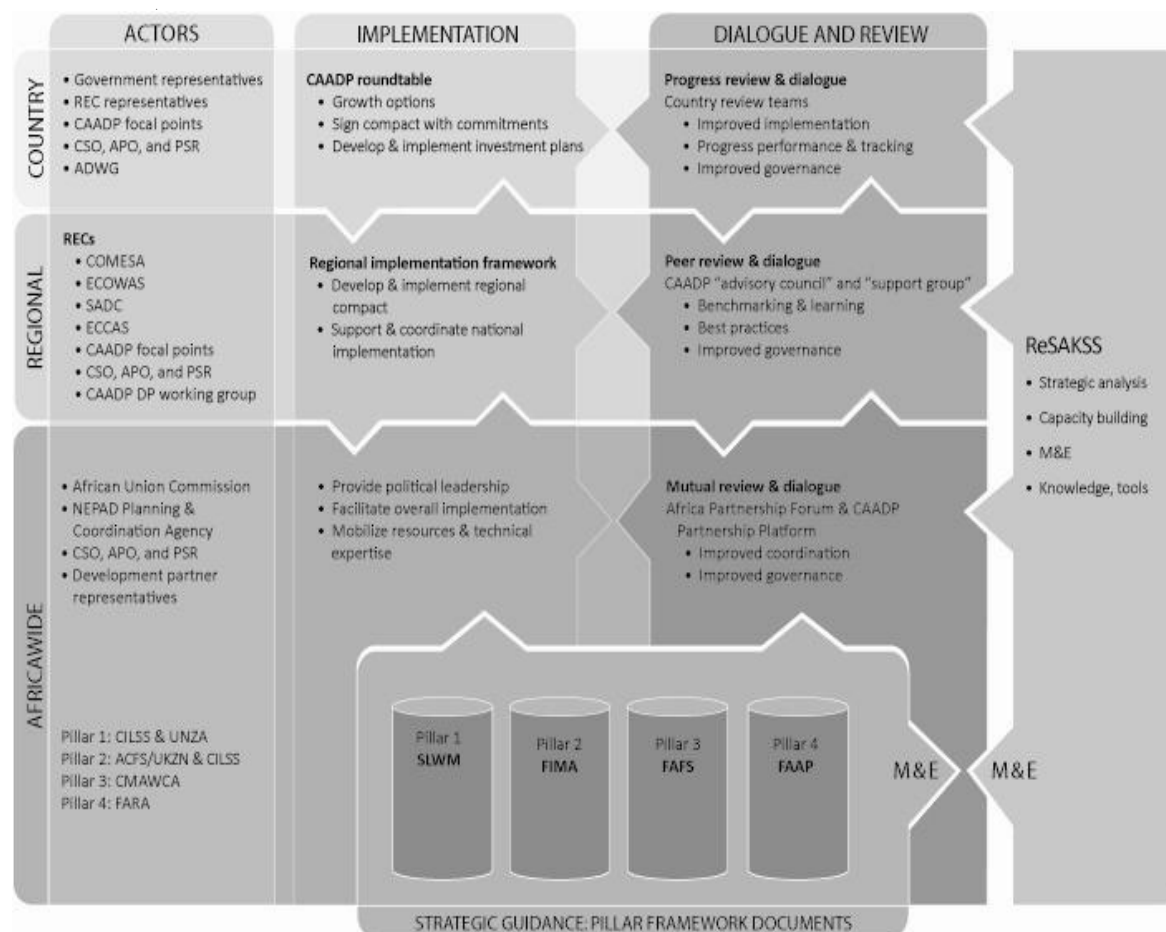 ACTORS
IMPLEMENTATION
DIALOGUE AND REVIEW
COUNTRY
• Government representatives
• REC representatives
• CAADP focal points
• CSO, APO, and PSR
• ADWG
CAADP roundtable
• Growth options
• Sign compact with commitments
• Develop & implement investment plans
Progress review & dialogue
Country review teams
• Improved implementation
• Progress performance & tracking
• Improved governance
REGIONAL
RECs
• COMESA
• ECOWAS
• SADC
• ECCAS
• CAADP focal points
• CSO, APO, and PSR
• CAADP DP working group
Regional implementation framework
• Develop & implement regional
compact
• Support & coordinate national
implementation
Peer review & dialogue
CAADP “advisory council” and “support group”
• Benchmarking & learning
• Best practices
• Improved governance
AFRICAWIDE
• African Union Commission
• NEPAD Planning &
Coordination Agency
• CSO, APO, and PSR
• Development partner
representatives
• Provide political leadership
• Facilitate overall implementation
• Mobilize resources & technical
expertise
Mutual review & dialogue
Africa Partnership Forum & CAADP
Partnership Platform
• Improved coordination
• Improved governance
Pillar 1: CILSS & UNZA
Pillar 2: ACFS/UKZN & CILSS
Pillar 3: CMAWCA
Pillar 4: FARA
Pillar 1
SLWM
Pillar 2
FIMA
Pillar 3
FAFS
Pillar 4
FAAP
M&E
M&E
STRATEGIC GUIDANCE: PILLAR FRAMEWORK DOCUMENTS
ReSAKSS
• Strategic analysis
• Capacity building
• M&E
• Knowledge, tools